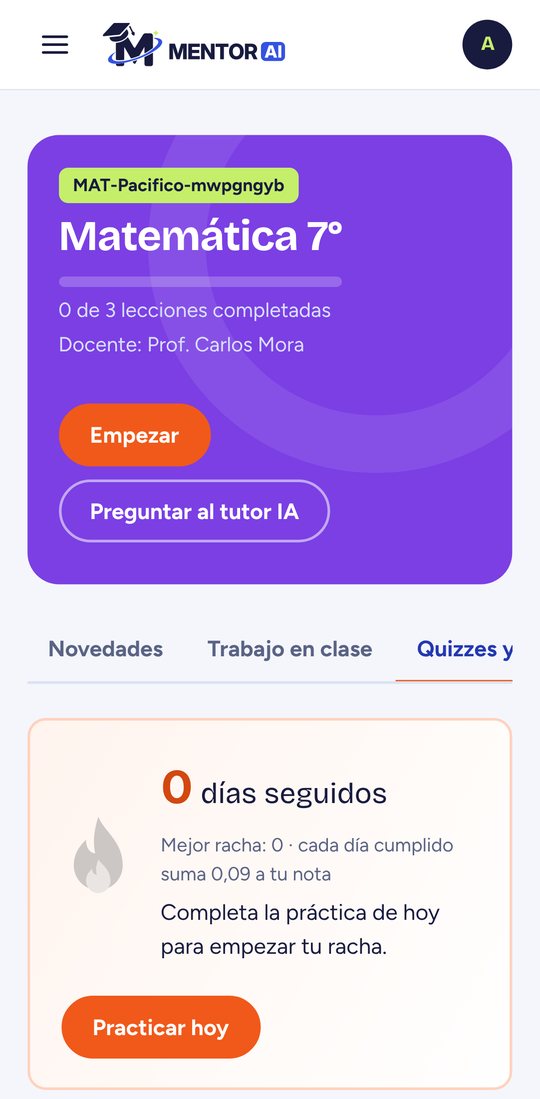 MENTOR AI
A
MAT-Pacifico-mwpgngyb
Matemática 7°
0 de 3 lecciones completadas
Docente: Prof. Carlos Mora
Empezar
Preguntar al tutor IA
Novedades
Trabajo en clase
Quizzes y
0 días seguidos
Mejor racha: 0 · cada día cumplido
suma 0,09 a tu nota
Completa la práctica de hoy
para empezar tu racha.
Practicar hoy